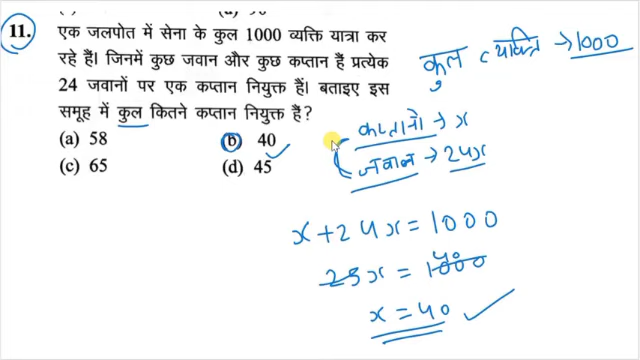 11. एक जलपोत में सेना के कुल 1000 व्यक्ति यात्रा कर
रहे हैं। जिनमें कुछ जवान और कुछ कप्तान हैं प्रत्येक
24 जवानों पर एक कप्तान नियुक्त हैं। बताइए इस
समूह में कुल कितने कप्तान नियुक्त हैं?
(a) 58 (b) 40
(c) 65 (d) 45
कुल व्यक्ति → 1000
कप्तानो → x
जवान → 24x
x + 24x = 1000
25x = 1000
40
x = 40